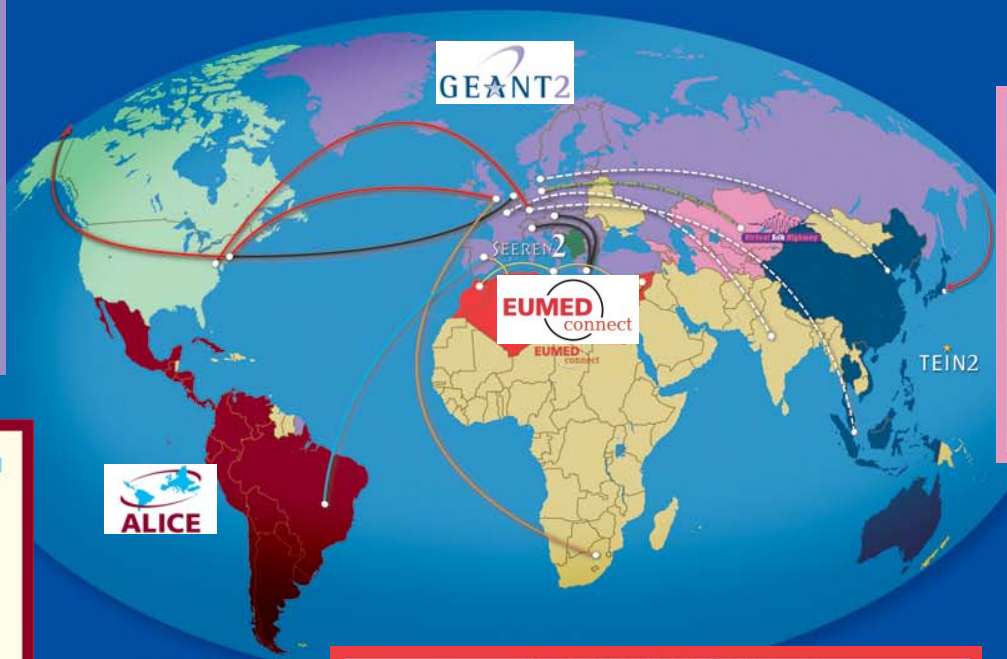 GEANT2
SEEREN2
Virtual Silk Highway
EUMED
connect
EUMED
connect
TEIN2
ALICE